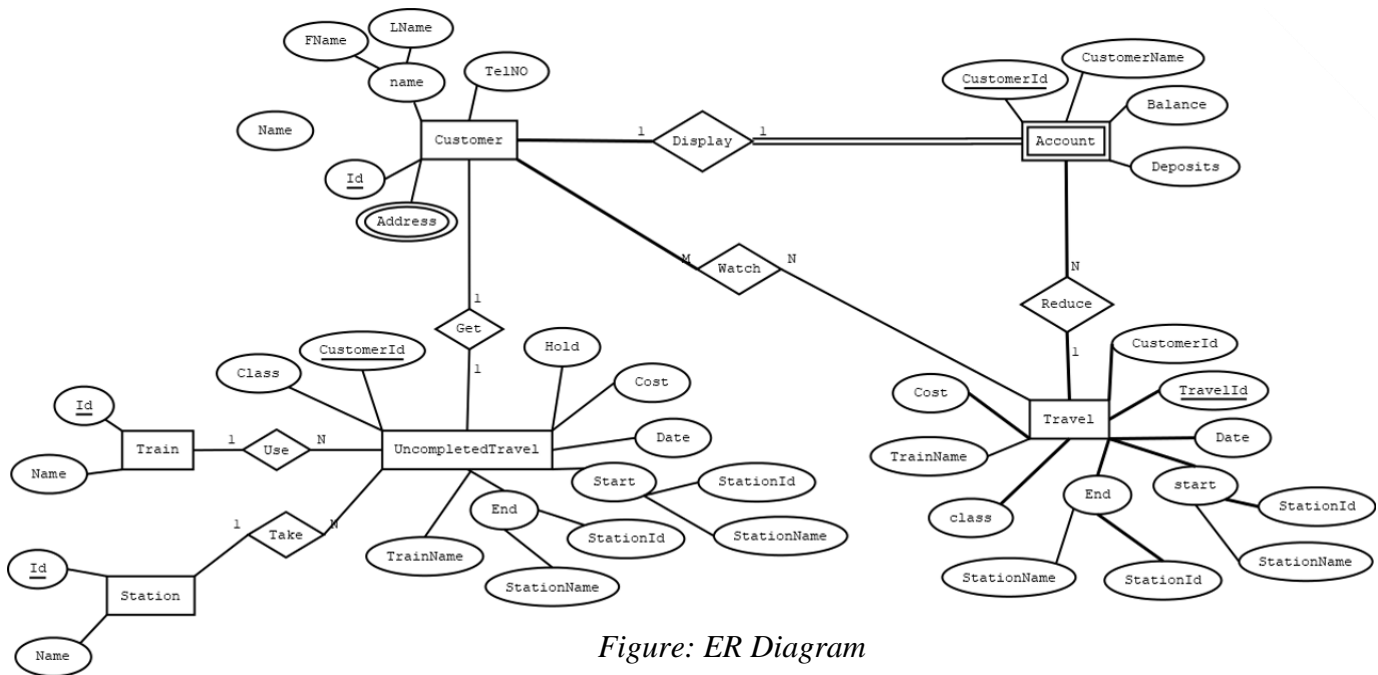 LName
FName
CustomerName
TelNO
name
CustomerId
Balance
Name
Customer
1
Display
1
Account
Deposits
Id
Address
M
Watch
N
N
1
Reduce
Get
CustomerId
Hold
CustomerId
1
1
Class
Cost
Cost
TravelId
Id
Travel
Date
Date
Train
1
Use
N
UncompletedTravel
TrainName
Name
Start
StationId
End
start
End
StationId
class
1
Take
N
StationId
StationName
TrainName
StationName
Id
StationName
StationId
StationName
Station
Name
Figure: ER Diagram